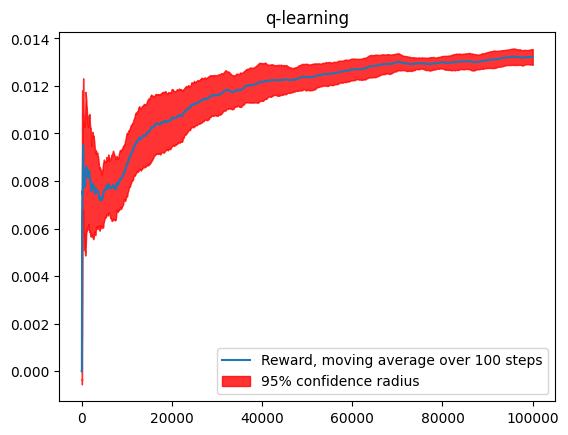 q-learning
0.014
0.012
0.010
0.008
0.006
0.004
0.002
0.000
Reward, moving average over 100 steps
95% confidence radius
0 20000 40000 60000 80000 100000